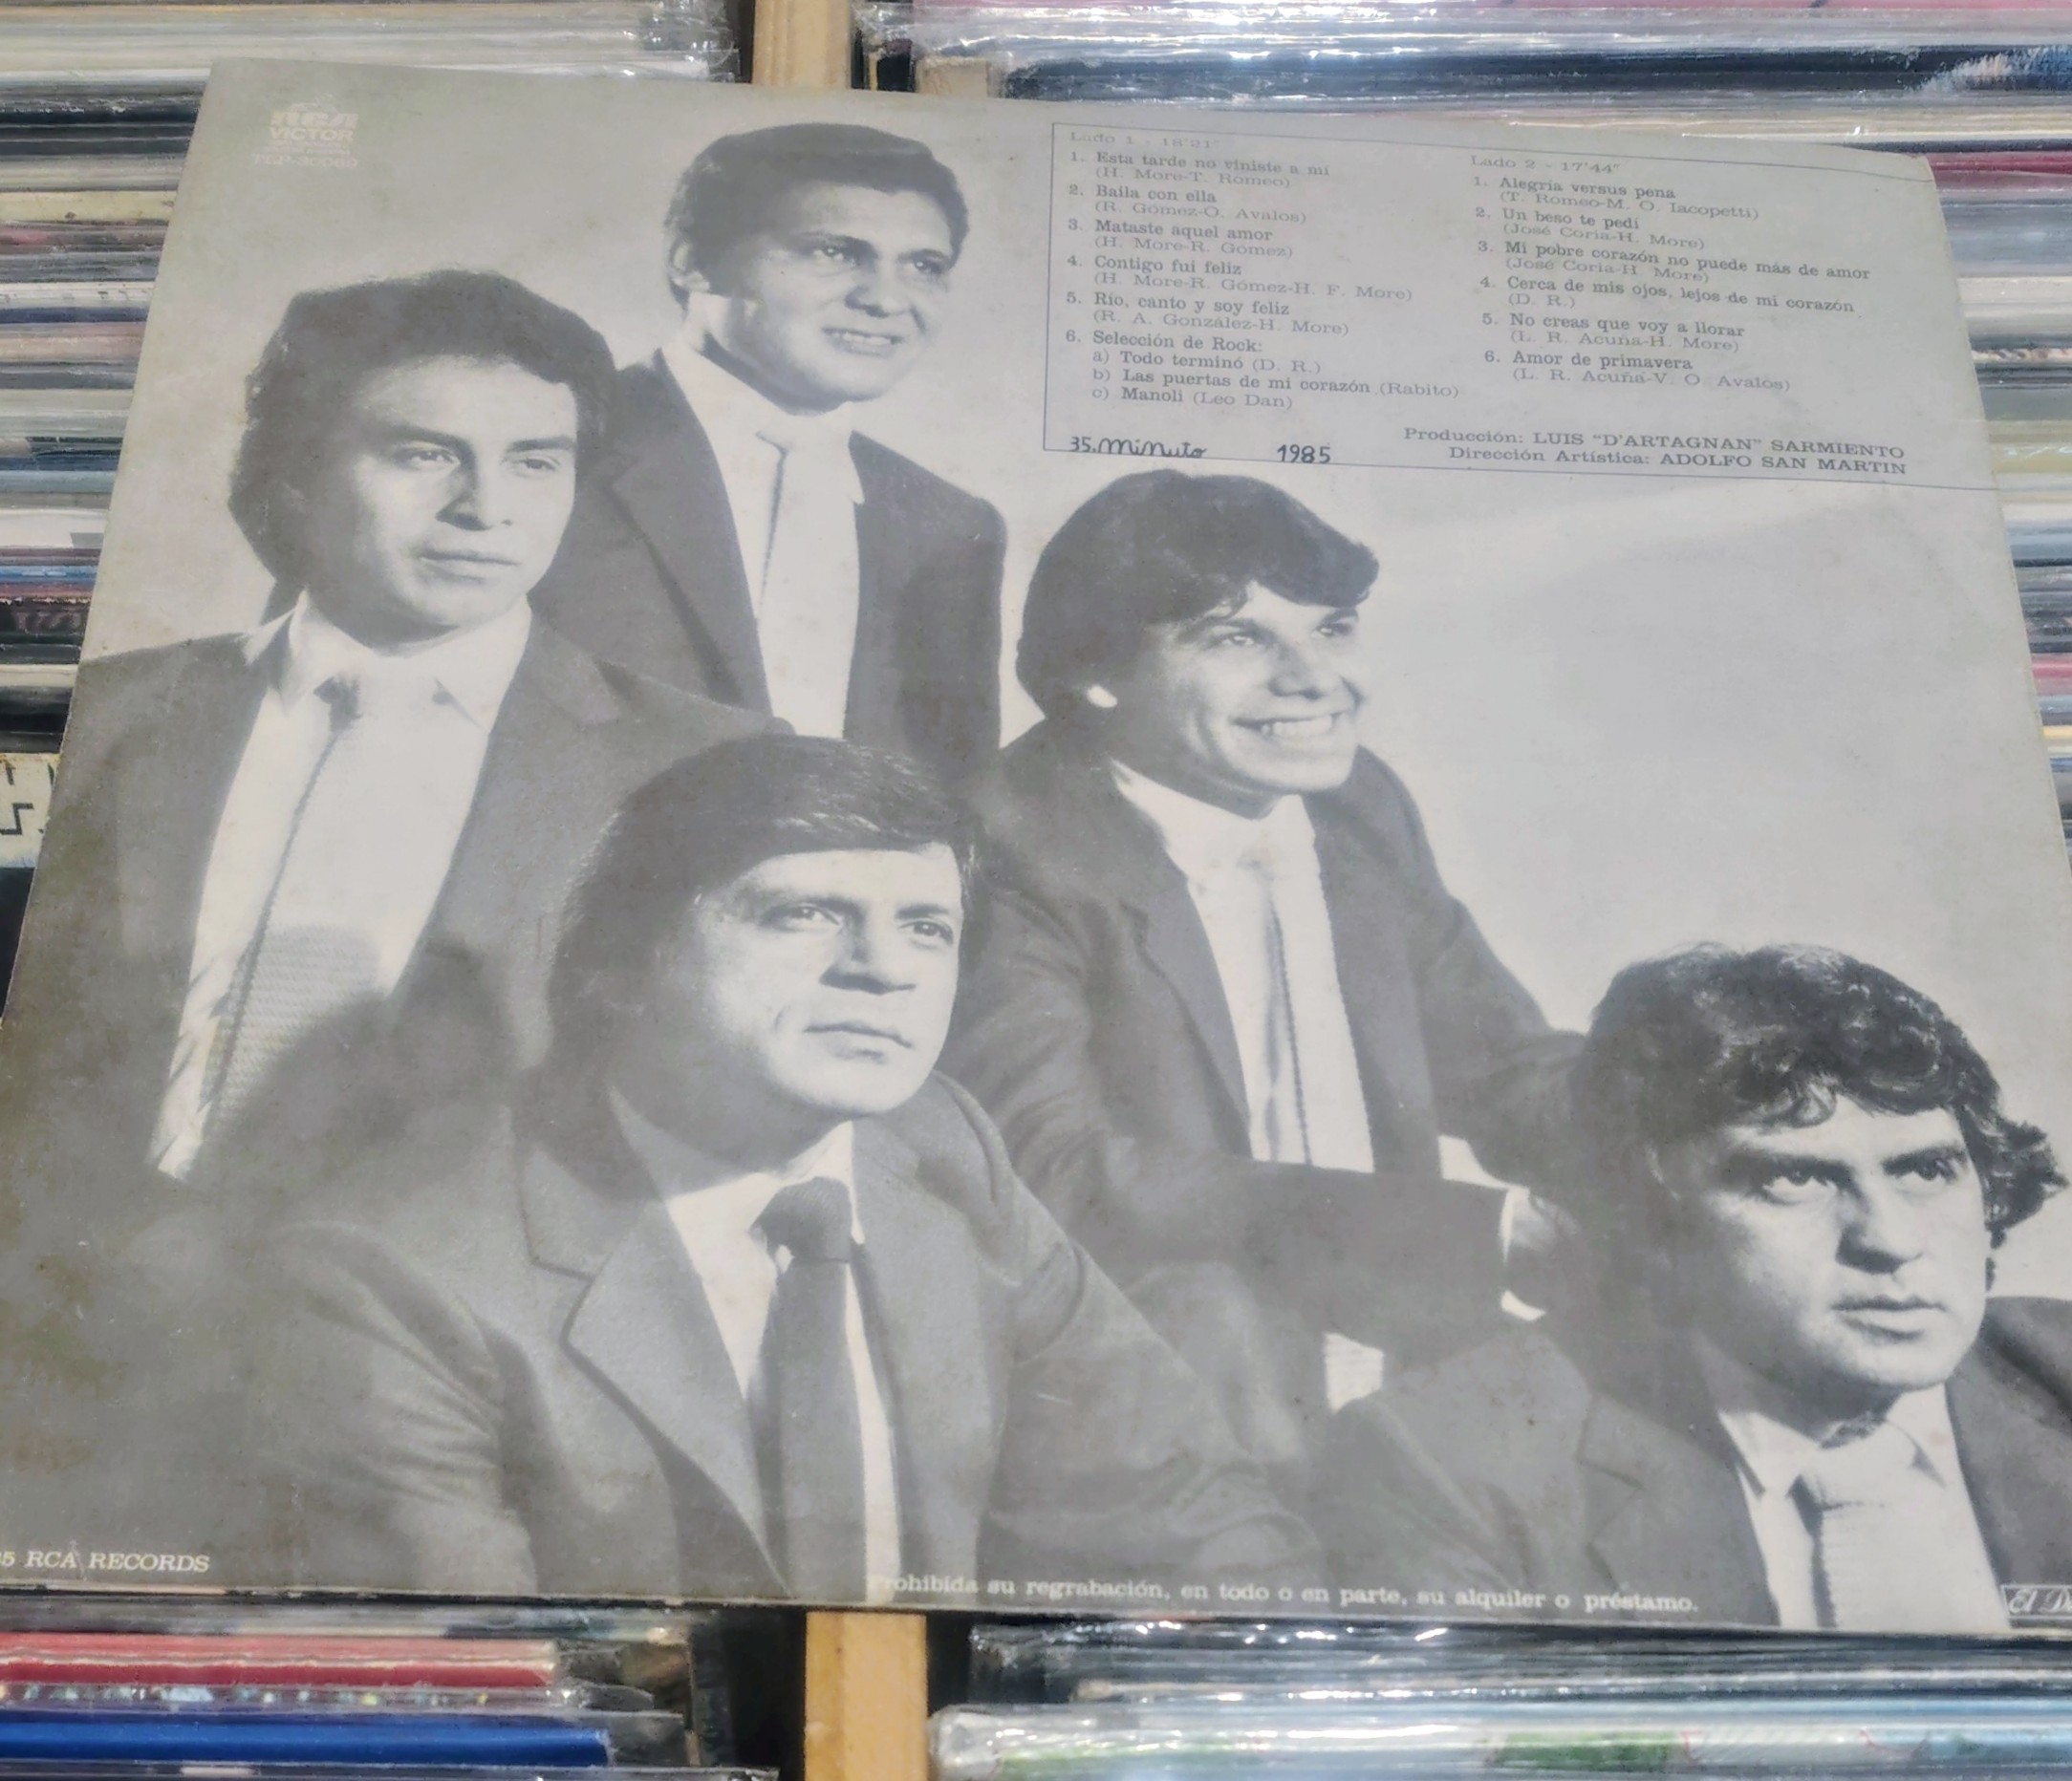 RCA
VICTOR
Lado 1 - 18'21"
1. Esta tarde no viniste a mí
(H. More-T. Romeo)
2. Baila con ella
(R. Gómez-O. Avalos)
3. Mataste aquel amor
(H. More-R. Gómez)
4. Contigo fui feliz
(H. More-R. Gómez-H. F. More)
5. Río, canto y soy feliz
(R. A. González-H. More)
6. Selección de Rock:
a) Todo terminó (D. R.)
b) Las puertas de mi corazón (Rabito)
c) Manoli (Leo Dan)
Lado 2 - 17'44"
1. Alegría versus pena
(T. Romeo-M. O. Iacopetti)
2. Un beso te pedí
(José Coria-H. More)
3. Mi pobre corazón no puede más de amor
(José Coria-H. More)
4. Cerca de mis ojos, lejos de mi corazón
(D. R.)
5. No creas que voy a llorar
(L. R. Acuña-H. More)
6. Amor de primavera
(L. R. Acuña-V. O. Avalos)
35.minuto 1985
Producción: LUIS "D'ARTAGNAN" SARMIENTO
Dirección Artística: ADOLFO SAN MARTIN
5 RCA RECORDS
Prohibida su regrabación, en todo o en parte, su alquiler o préstamo.
El